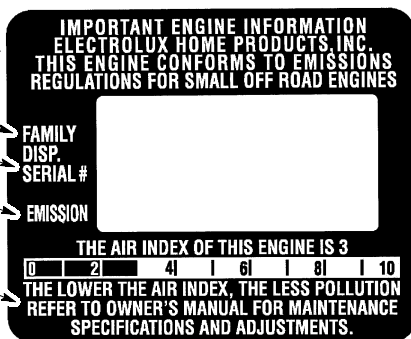 IMPORTANT ENGINE INFORMATION
ELECTROLUX HOME PRODUCTS, INC.
THIS ENGINE CONFORMS TO EMISSIONS
REGULATIONS FOR SMALL OFF ROAD ENGINES
FAMILY
DISP.
SERIAL #
EMISSION
THE AIR INDEX OF THIS ENGINE IS 3
0 2 4 6 8 10
THE LOWER THE AIR INDEX, THE LESS POLLUTION
REFER TO OWNER'S MANUAL FOR MAINTENANCE
SPECIFICATIONS AND ADJUSTMENTS.